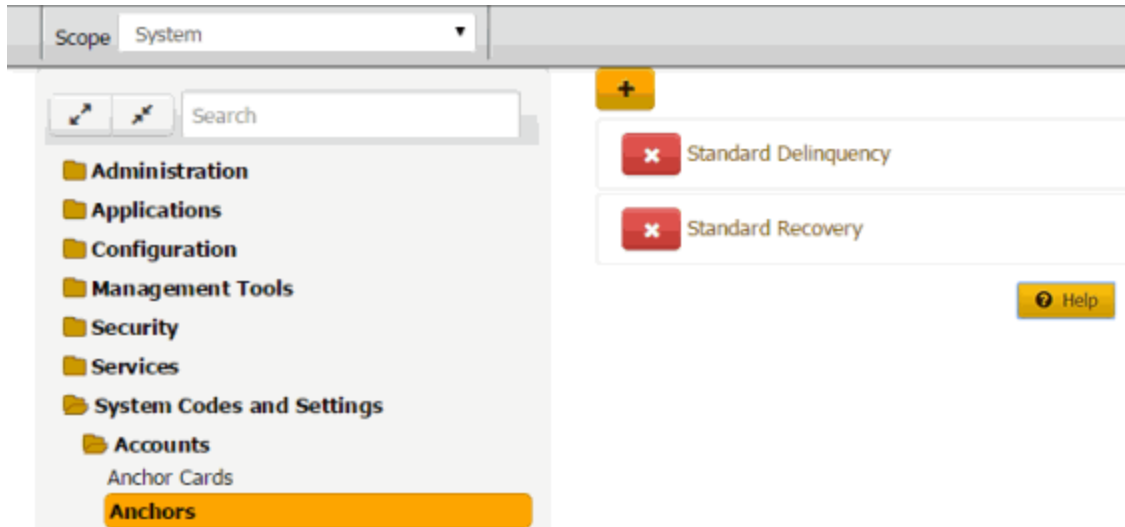 Scope System
Search
Administration
Applications
Configuration
Management Tools
Security
Services
System Codes and Settings
Accounts
Anchor Cards
Anchors
Standard Delinquency
Standard Recovery
Help